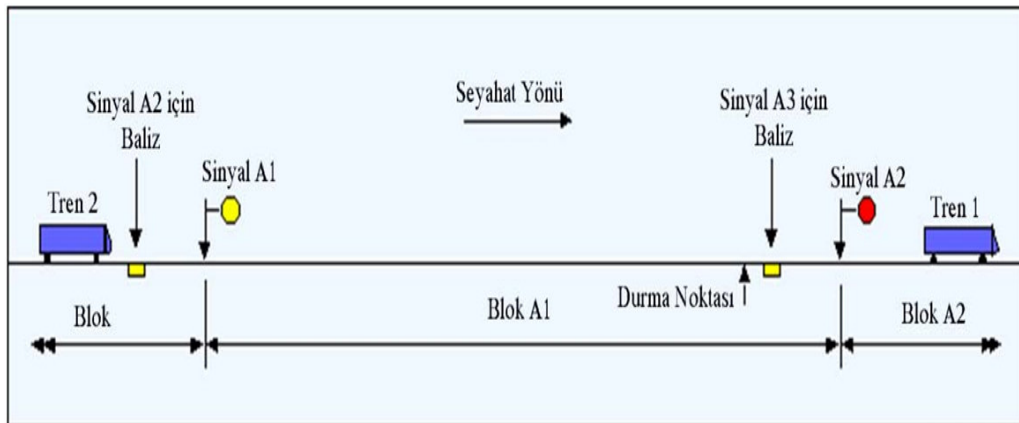 Seyahat Yönü
Sinyal A2 için
Baliz
Sinyal A3 için
Baliz
Sinyal A1
Sinyal A2
Tren 2
Tren 1
Durma Noktası
Blok
Blok A1
Blok A2